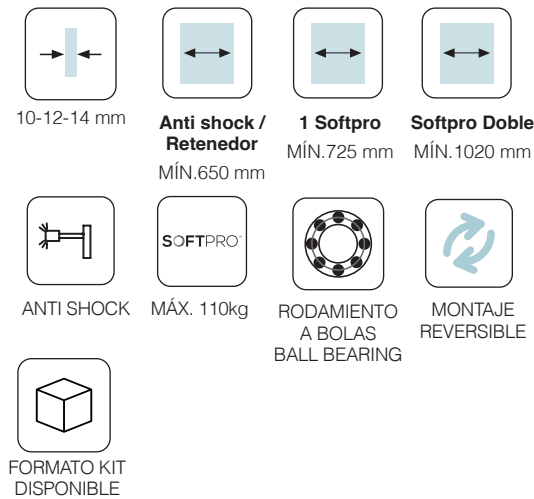 10-12-14 mm
Anti shock /
Retenedor
MÍN.650 mm
1 Softpro
MÍN.725 mm
Softpro Doble
MÍN.1020 mm
ANTI SHOCK
SOFTPRO™
MÁX. 110kg
RODAMIENTO
A BOLAS
BALL BEARING
MONTAJE
REVERSIBLE
FORMATO KIT
DISPONIBLE